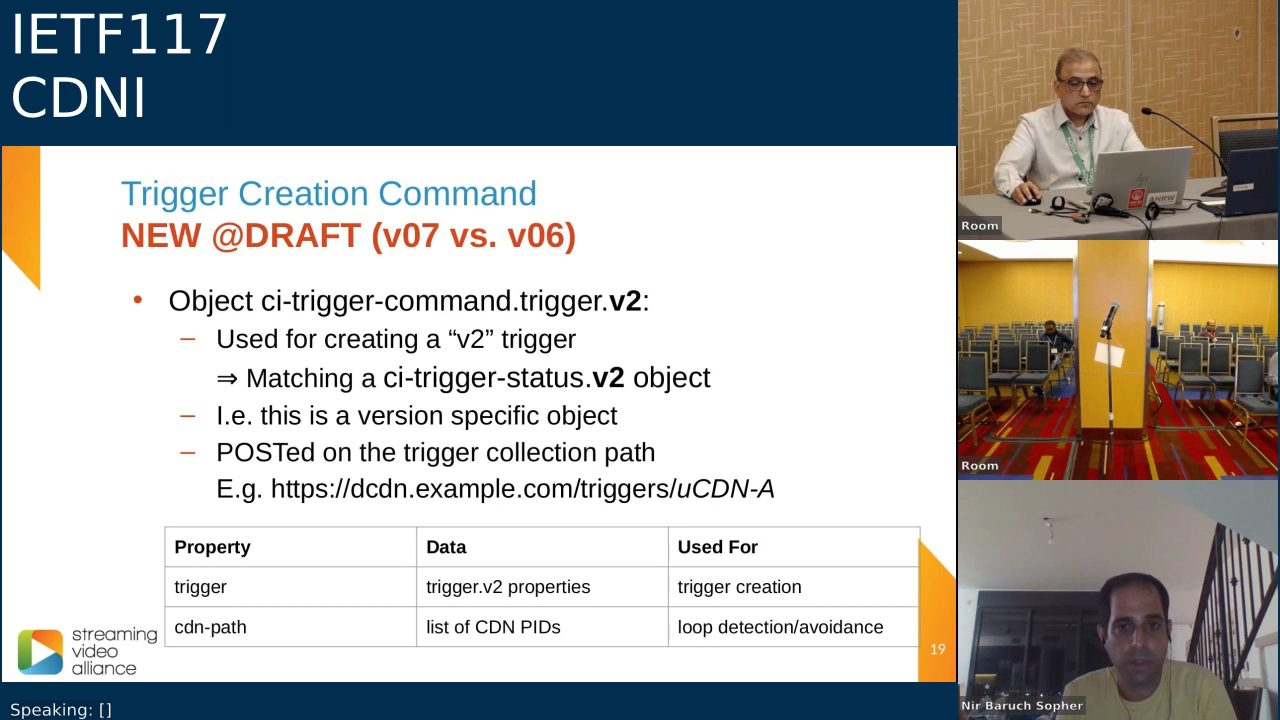 IETF117
CDNI
Trigger Creation Command
NEW @DRAFT (v07 vs. v06)
• Object ci-trigger-command.trigger.v2:
– Used for creating a “v2” trigger
⇒ Matching a ci-trigger-status.v2 object
– I.e. this is a version specific object
– POSTed on the trigger collection path
E.g. https://dcdn.example.com/triggers/uCDN-A
Property Data Used For
trigger trigger.v2 properties trigger creation
cdn-path list of CDN PIDs loop detection/avoidance
streaming
video
alliance
19
Speaking: []
Room
hp
ANRW
Room
Nir Baruch Sopher